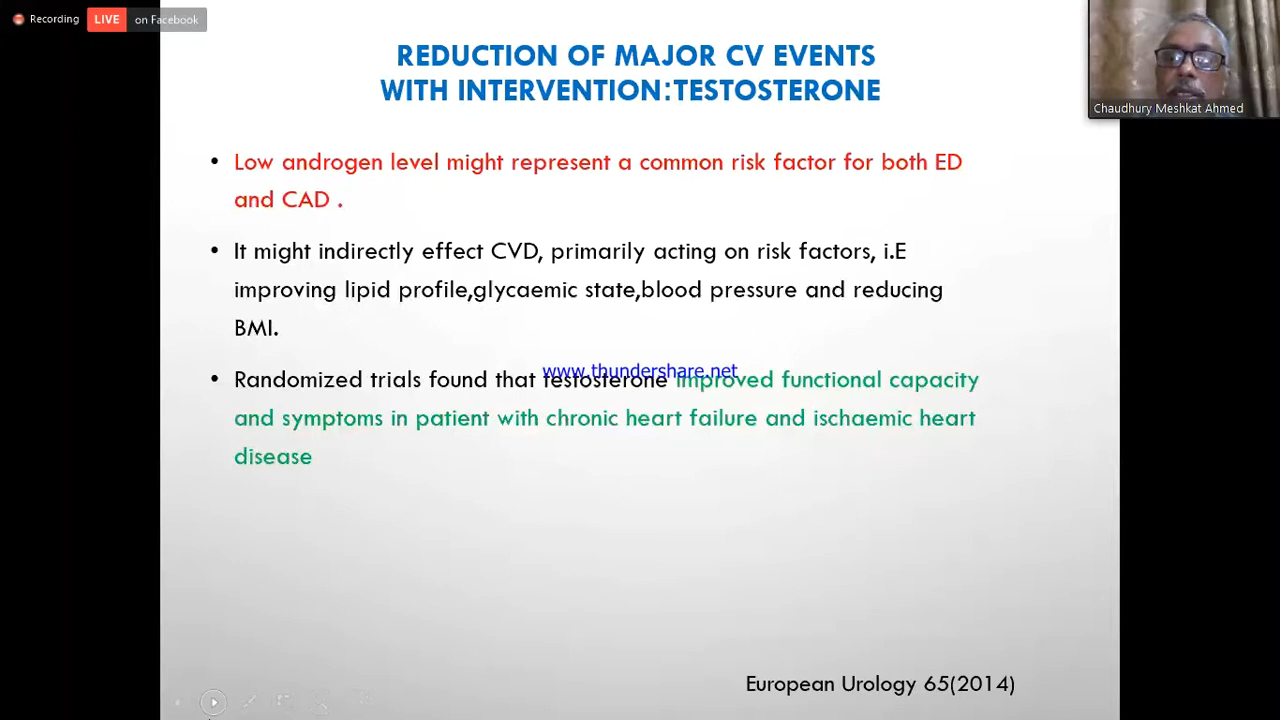 Recording LIVE on Facebook
REDUCTION OF MAJOR CV EVENTS
WITH INTERVENTION:TESTOSTERONE
Chaudhury Meshkat Ahmed
• Low androgen level might represent a common risk factor for both ED
and CAD .
• It might indirectly effect CVD, primarily acting on risk factors, i.E
improving lipid profile,glycaemic state,blood pressure and reducing
BMI.
www.thundershare.net
• Randomized trials found that testosterone improved functional capacity
and symptoms in patient with chronic heart failure and ischaemic heart
disease
European Urology 65(2014)